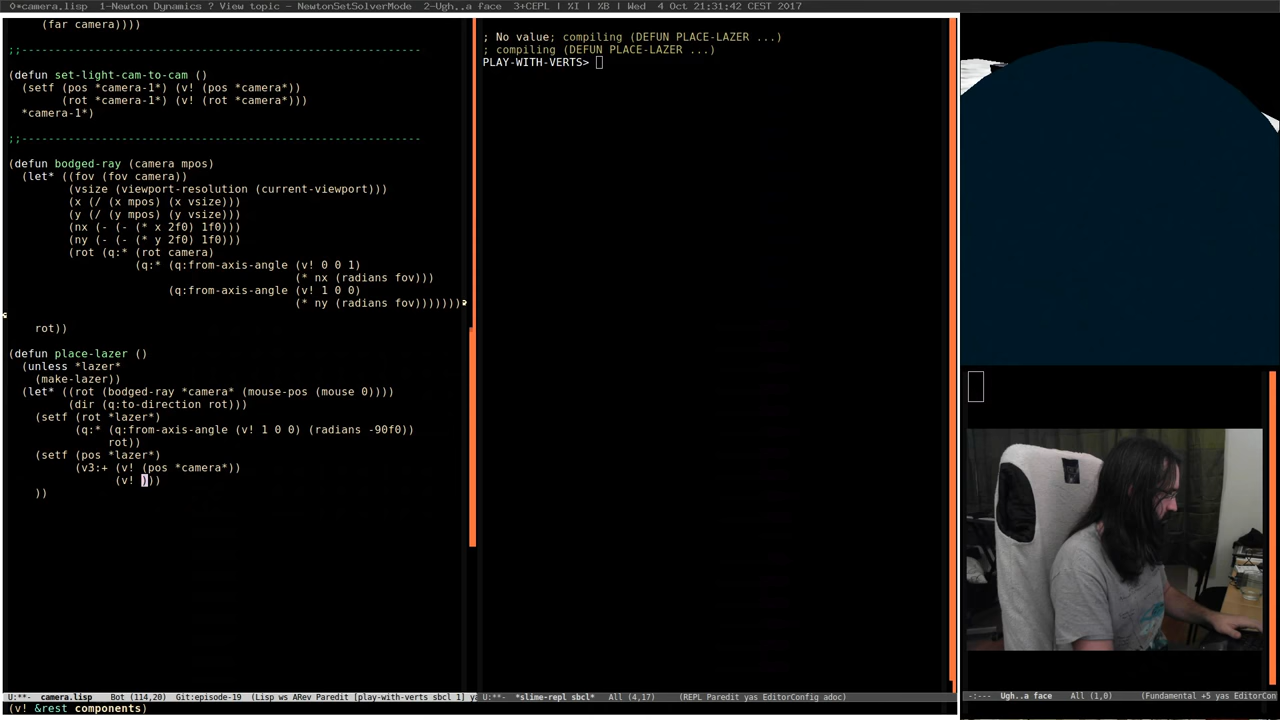 0*camera.lisp  1-Newton Dynamics ? View topic - NewtonSetSolverMode  2-Ugh..a face  3+CEPL | %I | %B | Wed  4 Oct 21:31:42 CEST 2017
(far camera))))
;;------------------------------------------------------------
(defun set-light-cam-to-cam ()
(setf (pos *camera-1*) (v! (pos *camera*))
(rot *camera-1*) (v! (rot *camera*)))
*camera-1*)
;;------------------------------------------------------------
(defun bodged-ray (camera mpos)
(let* ((fov (fov camera))
(vsize (viewport-resolution (current-viewport)))
(x (/ (x mpos) (x vsize)))
(y (/ (y mpos) (y vsize)))
(nx (- (- (* x 2f0) 1f0)))
(ny (- (- (* y 2f0) 1f0)))
(rot (q:* (rot camera)
(q:* (q:from-axis-angle (v! 0 0 1)
(* nx (radians fov)))
(q:from-axis-angle (v! 1 0 0)
(* ny (radians fov)))))))
rot))
(defun place-lazer ()
(unless *lazer*
(make-lazer))
(let* ((rot (bodged-ray *camera* (mouse-pos (mouse 0))))
(dir (q:to-direction rot)))
(setf (rot *lazer*)
(q:* (q:from-axis-angle (v! 1 0 0) (radians -90f0))
rot))
(setf (pos *lazer*)
(v3:+ (v! (pos *camera*))
(v! )))
))
U:**-  camera.lisp    Bot (114,20)  Git:episode-19  (Lisp ws ARev Paredit [play-with-verts sbcl 1] ya
(v! &rest components)
; No value; compiling (DEFUN PLACE-LAZER ...)
; compiling (DEFUN PLACE-LAZER ...)
PLAY-WITH-VERTS>
U:**-  *slime-repl sbcl*   All (4,17)     (REPL Paredit yas EditorConfig adoc)
-:---  Ugh..a face    All (1,0)     (Fundamental +5 yas EditorConf